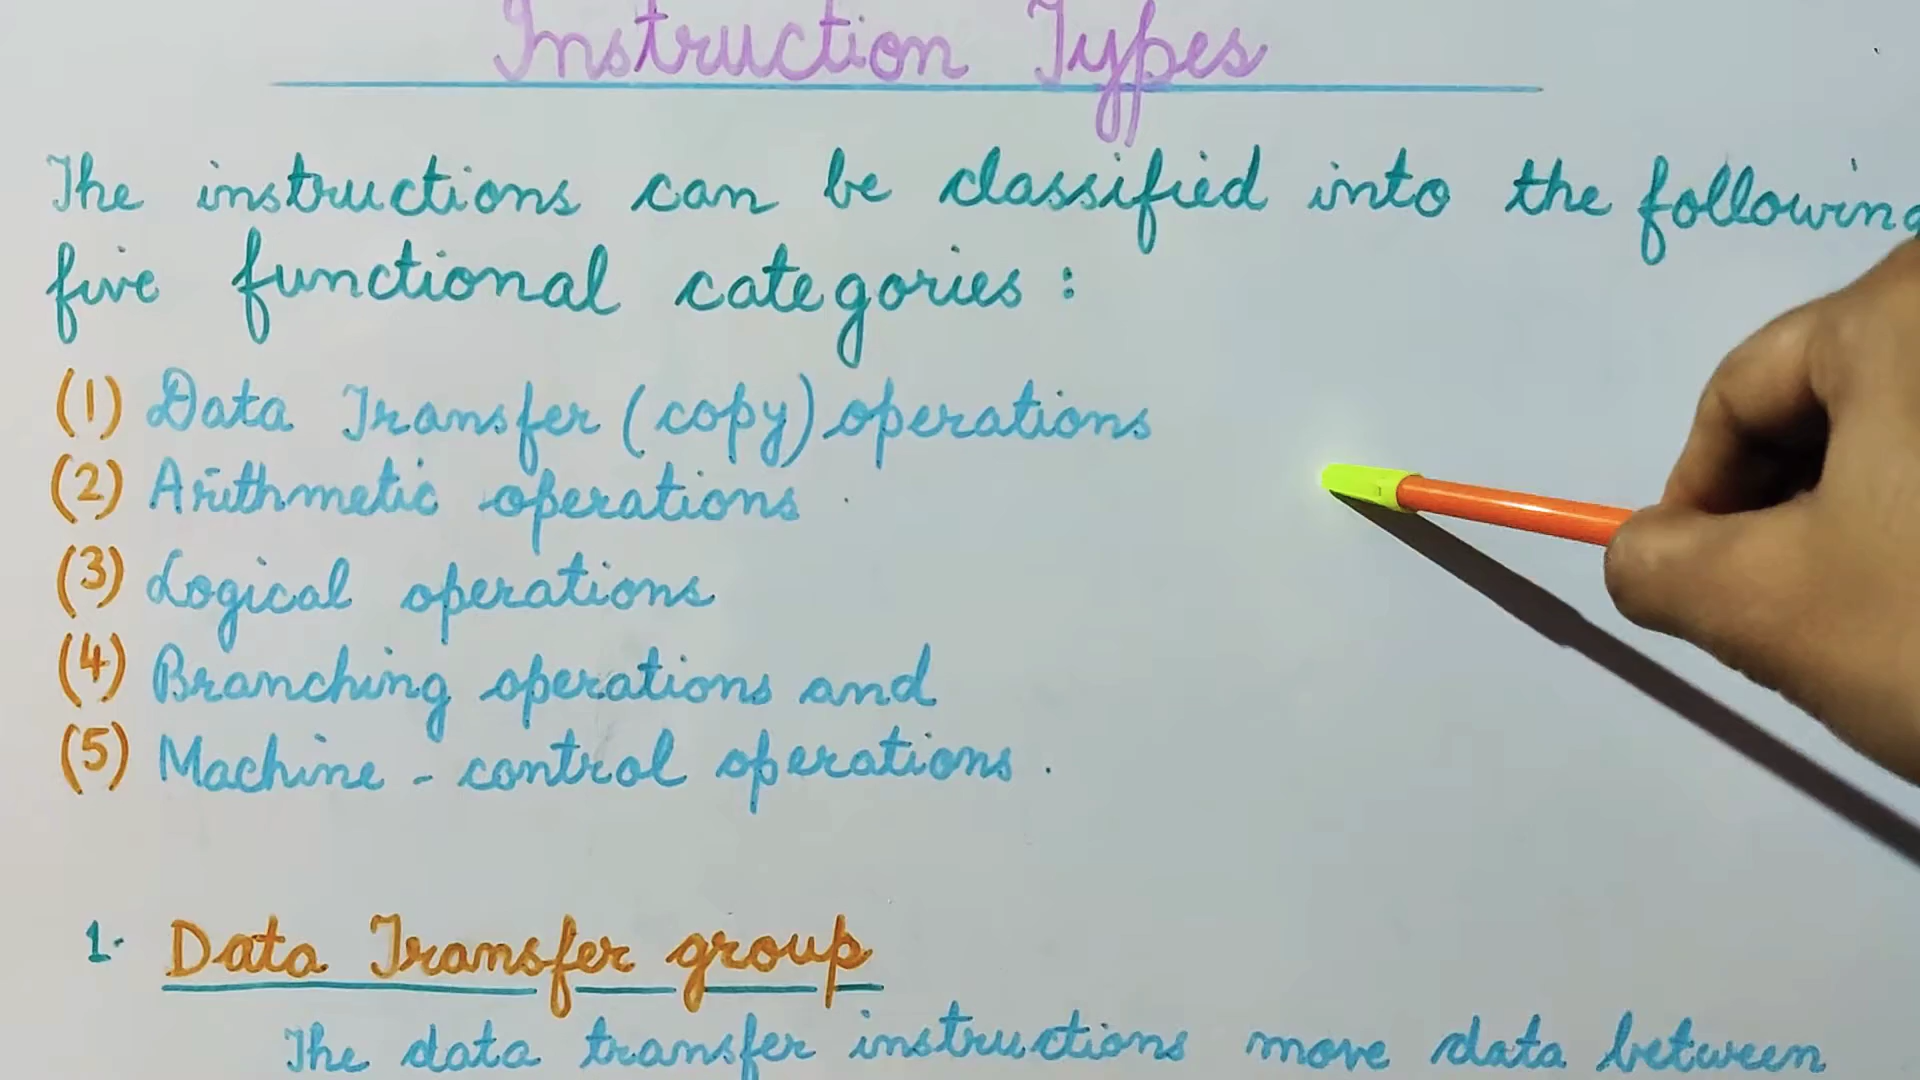 Instruction Types
The instructions can be classified into the following
five functional categories :
(1) Data Transfer (copy) operations
(2) Arithmetic operations
(3) Logical operations
(4) Branching operations and
(5) Machine - control operations.
1. Data Transfer group
The data transfer instructions move data between